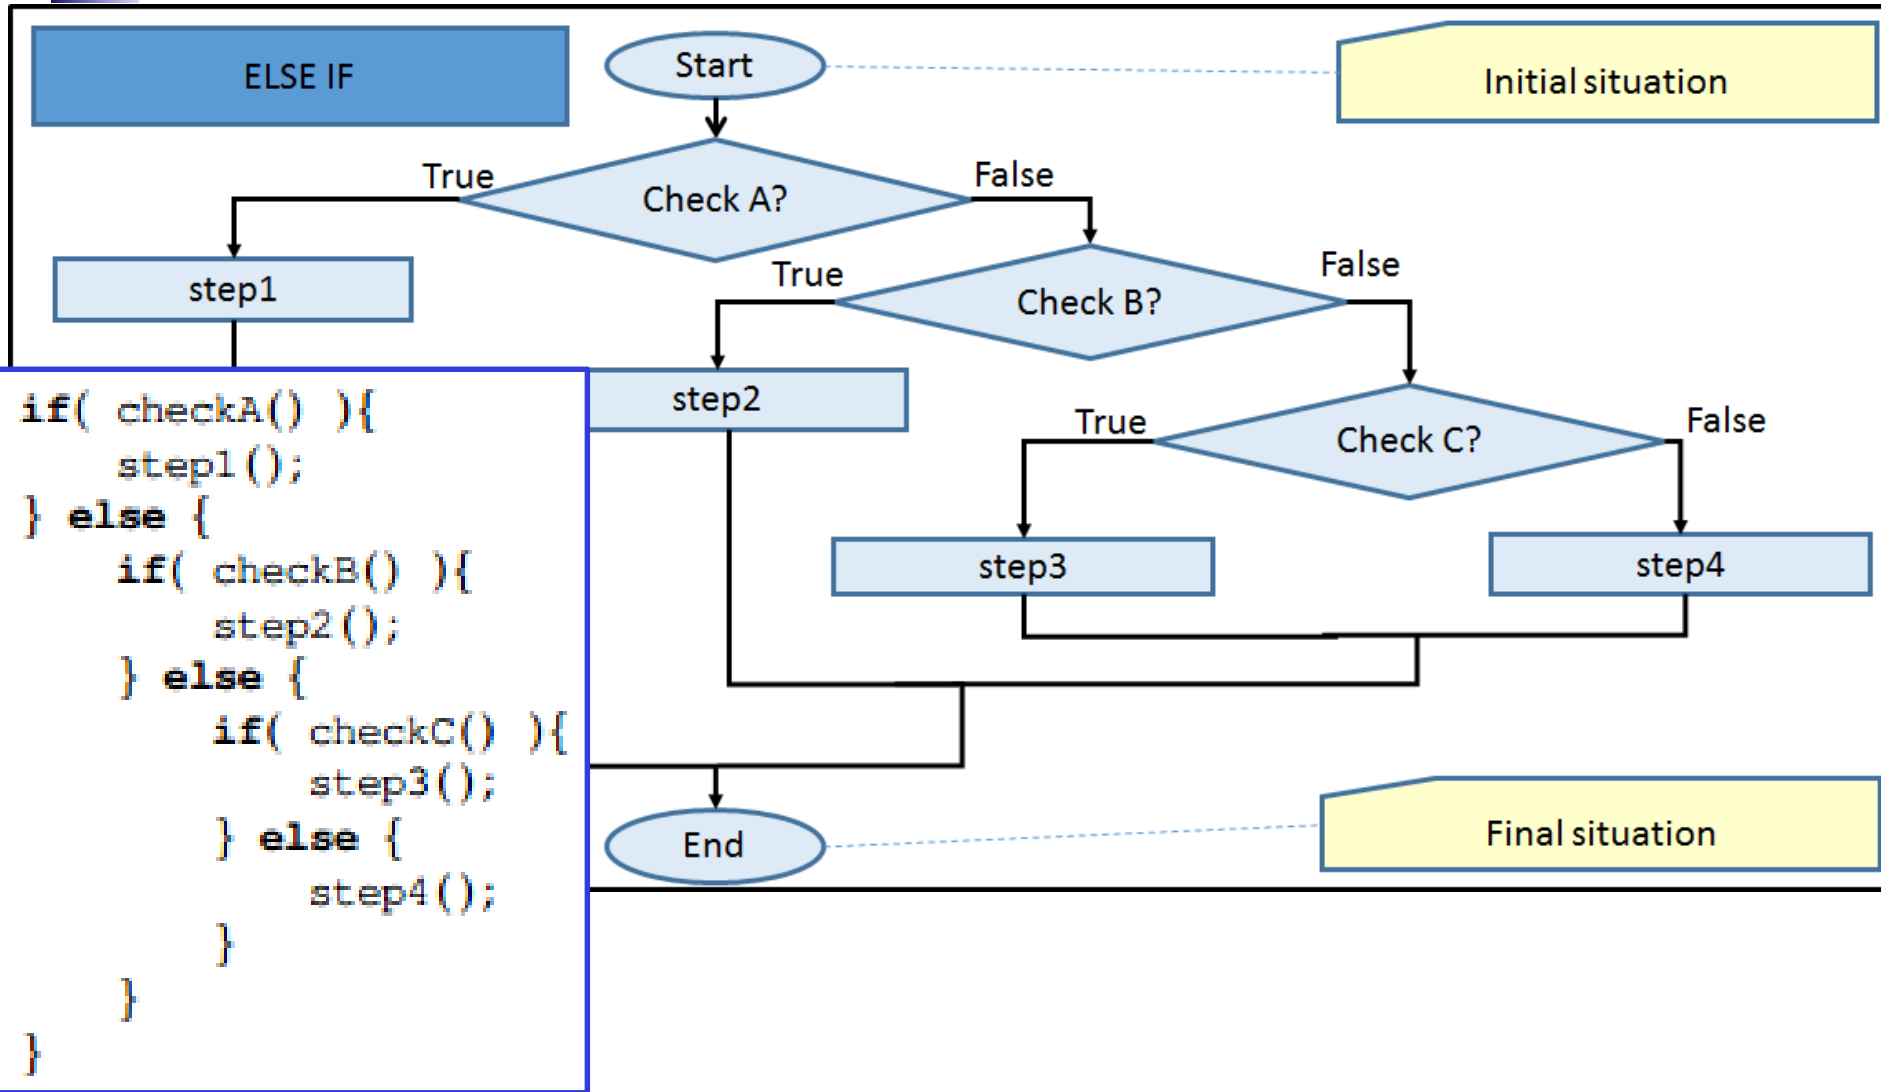 ELSE IF
Start
Initial situation
True
Check A?
False
step1
True
Check B?
False
step2
True
Check C?
False
step3
step4
End
Final situation
if( checkA() ){
    step1();
} else {
    if( checkB() ){
        step2();
    } else {
        if( checkC() ){
            step3();
        } else {
            step4();
        }
    }
}